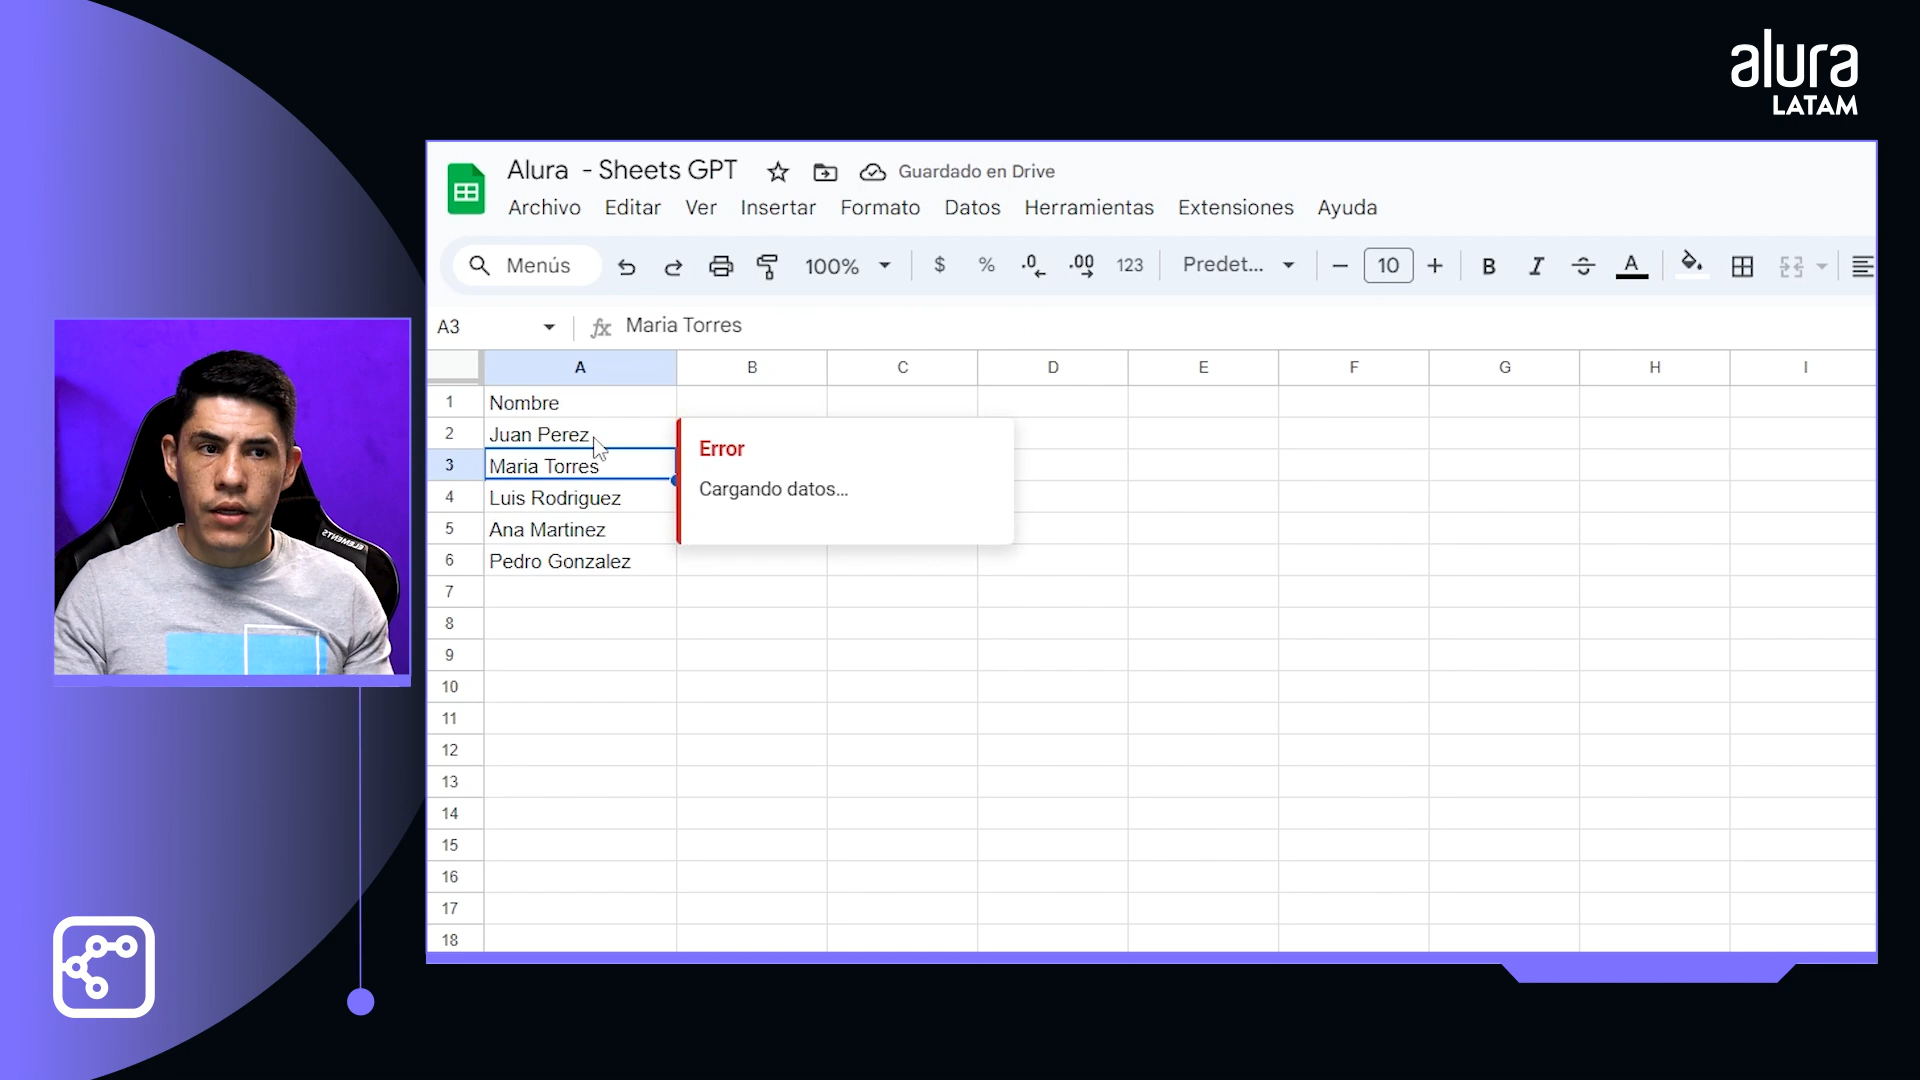 alura
LATAM
Alura - Sheets GPT
Guardado en Drive
Archivo Editar Ver Insertar Formato Datos Herramientas Extensiones Ayuda
Menús 100% $ % .0 .00 123 Predet... 10 B I A
A3 fx Maria Torres
A B C D E F G H I
1 Nombre
2 Juan Perez
3 Maria Torres
4 Luis Rodriguez
5 Ana Martinez
6 Pedro Gonzalez
Error
Cargando datos...
7
8
9
10
11
12
13
14
15
16
17
18
ELEMENTS